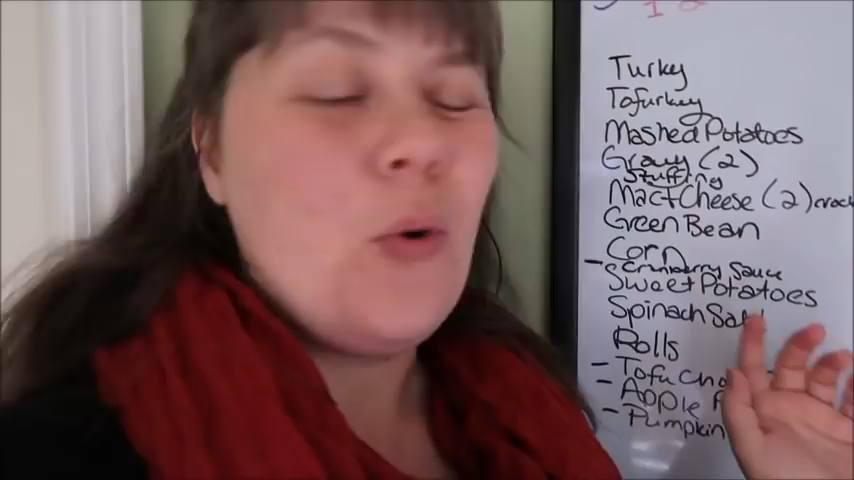 Turky
Tofurkey
Mashed Potatoes
Gravy (2)
Stuffing
Mac+Cheese (2) crock
Green Bean
Corn
- Cranberry Sauce
Sweet Potatoes
Spinach
Rolls
- Tofu
- Apple
- Pumpkin